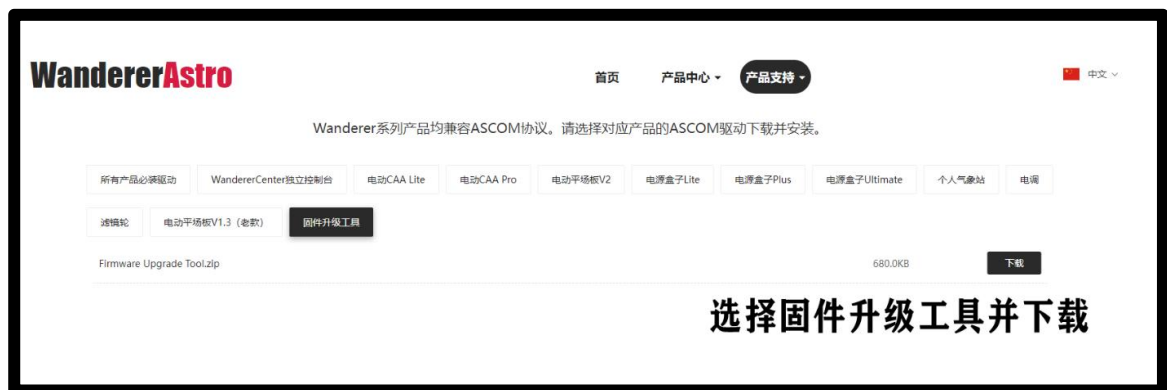 WandererAstro
首页 产品中心 产品支持 中文
Wanderer系列产品均兼容ASCOM协议。请选择对应产品的ASCOM驱动下载并安装。
所有产品必装驱动 WandererCenter独立控制台 电动CAA Lite 电动CAA Pro 电动平场板V2 电源盒子Lite 电源盒子Plus 电源盒子Ultimate 个人气象站 电调
滤镜轮 电动平场板V1.3（老款） 固件升级工具
Firmware Upgrade Tool.zip 680.0KB 下载
选择固件升级工具并下载